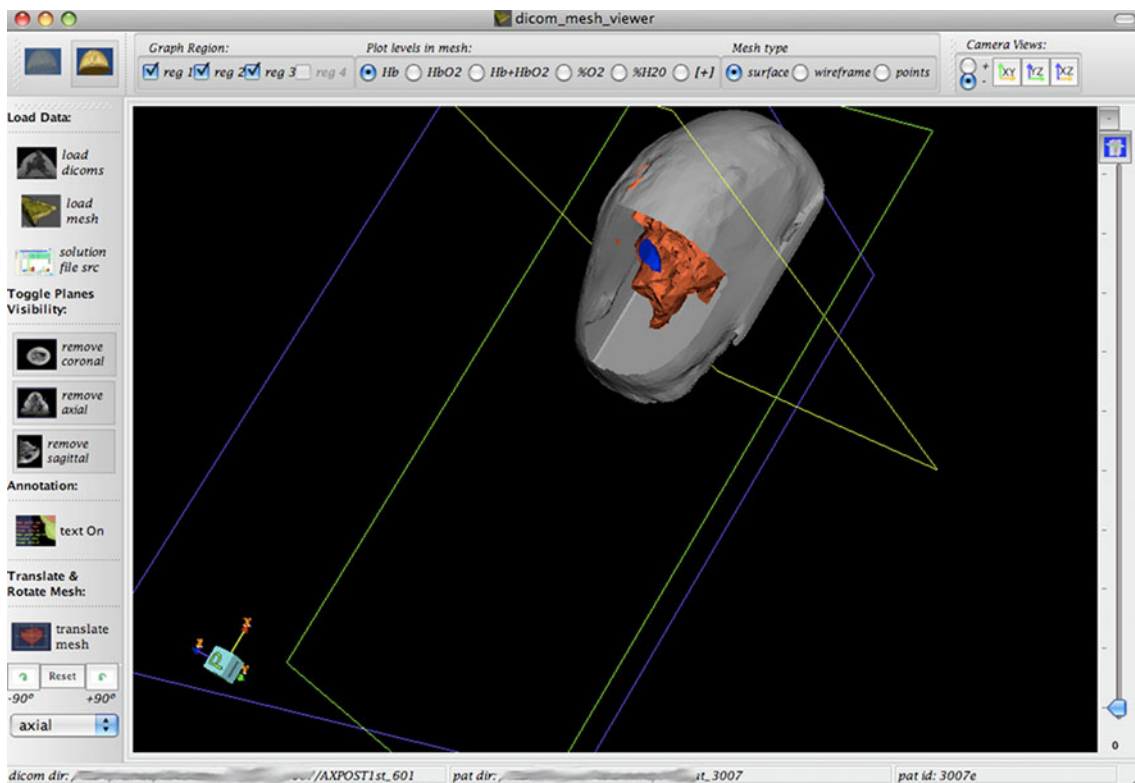 dicom_mesh_viewer
Graph Region:
reg 1 reg 2 reg 3 reg 4
Plot levels in mesh:
Hb HbO2 Hb+HbO2 %O2 %H20 [+]
Mesh type
surface wireframe points
Camera Views:
+
-
XY YZ XZ
Load Data:
load
dicoms
load
mesh
solution
file src
Toggle Planes
Visibility:
remove
coronal
remove
axial
remove
sagittal
Annotation:
text On
Translate &
Rotate Mesh:
translate
mesh
Reset
-90° +90°
axial
X
Z
P
Y
-
0
dicom dir: //AXPOST1st_601
pat dir: t_3007
pat id: 3007e